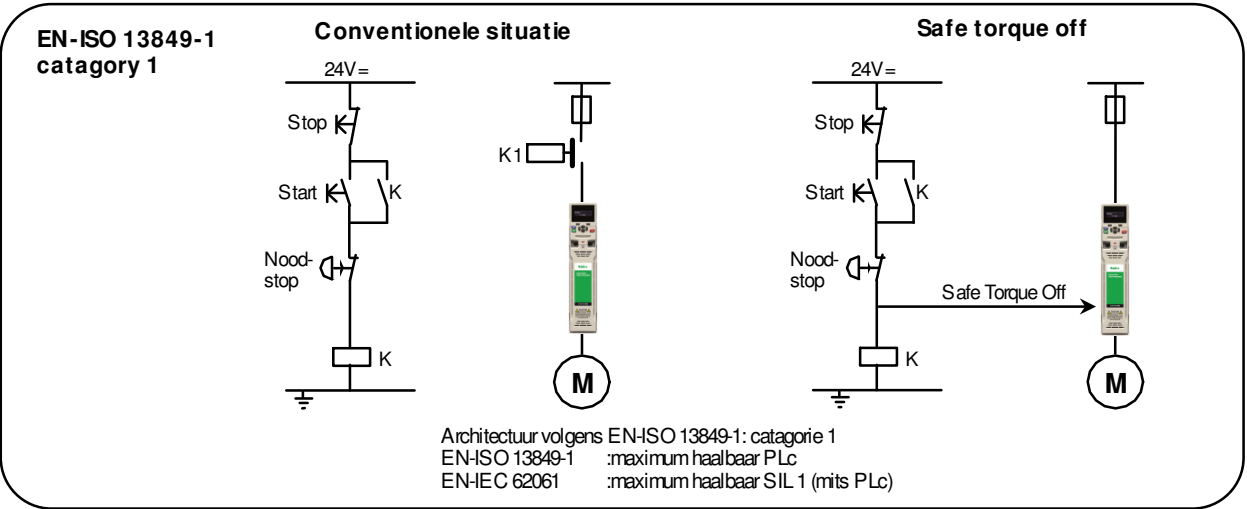 EN-ISO 13849-1
catagory 1
Conventionele situatie
24V=
Stop
Start
K
Nood-
stop
K
K1
M
Safe torque off
24V=
Stop
Start
K
Nood-
stop
Safe Torque Off
K
M
Architectuur volgens EN-ISO 13849-1: catagorie 1
EN-ISO 13849-1 :maximum haalbaar PLc
EN-IEC 62061 :maximum haalbaar SIL 1 (mits PLc)